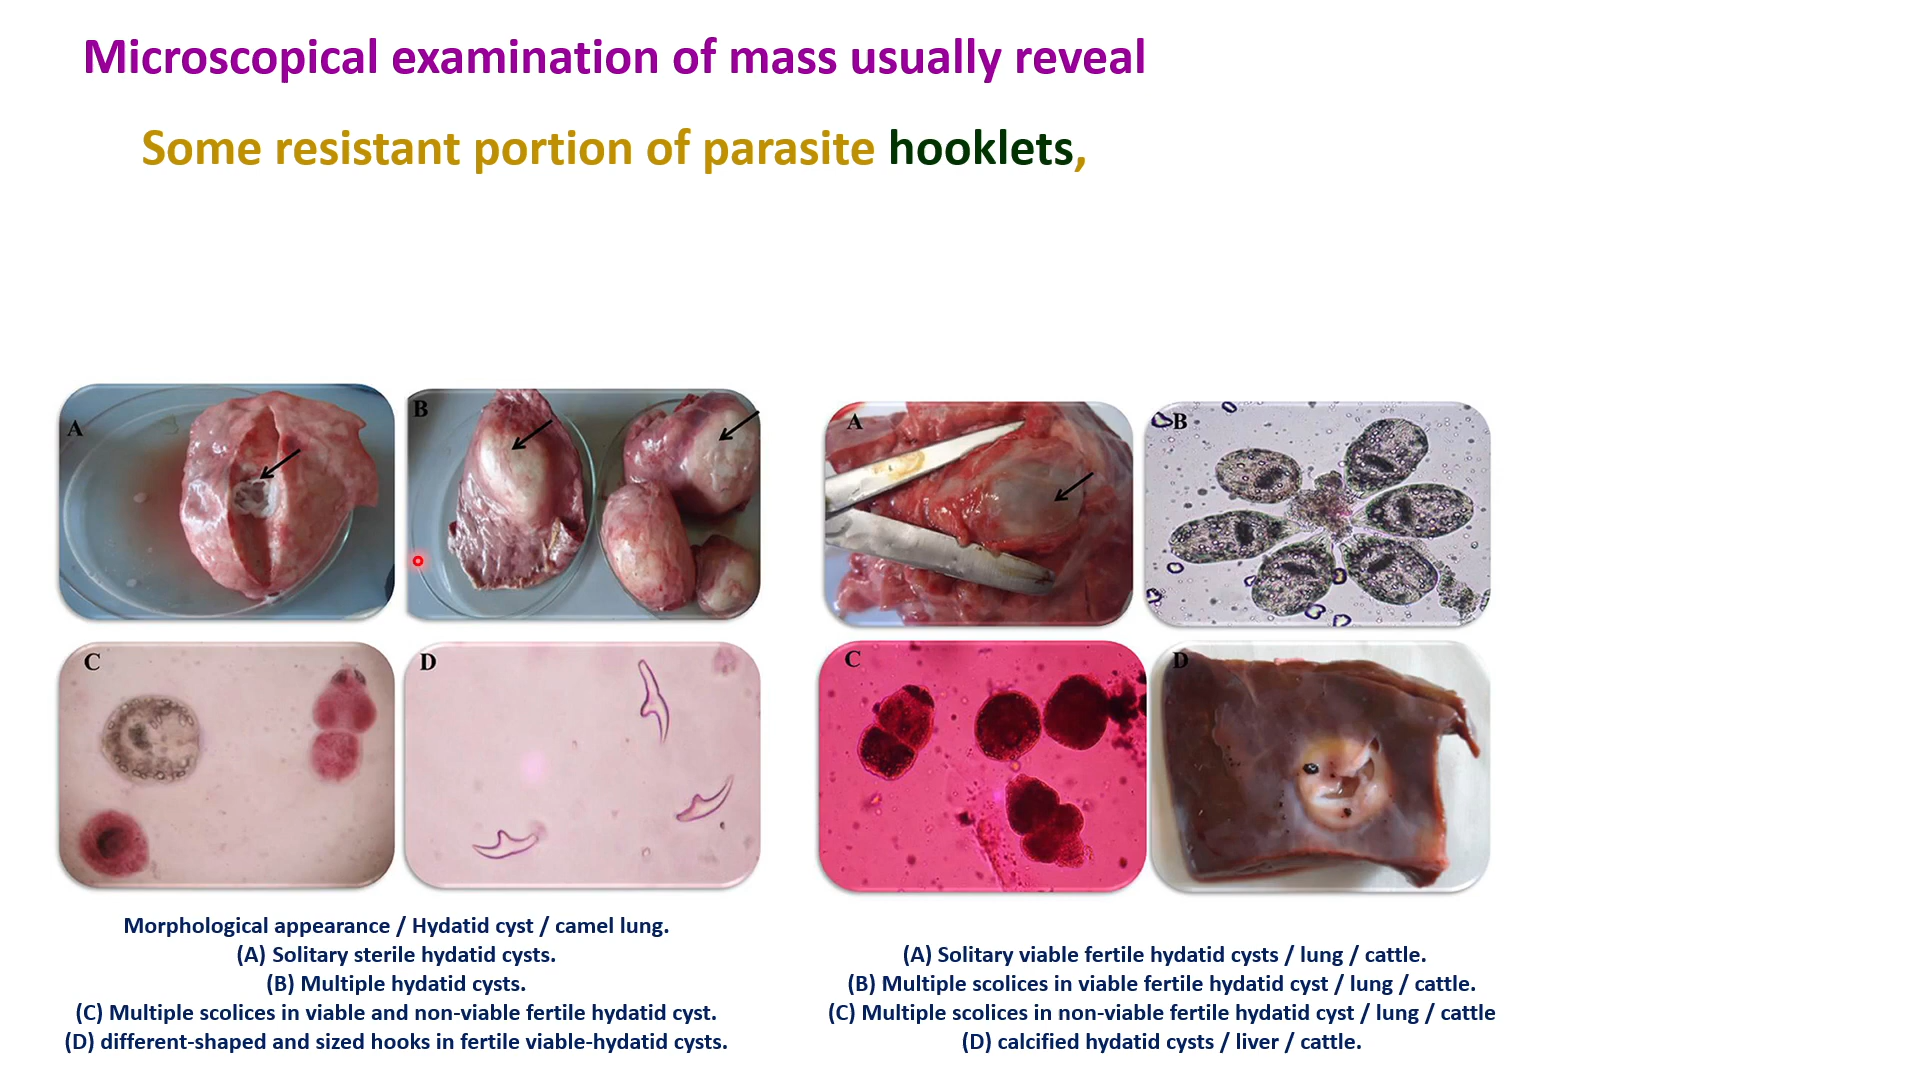 Microscopical examination of mass usually reveal
Some resistant portion of parasite hooklets,
A
B
C
D
A
B
C
D
Morphological appearance / Hydatid cyst / camel lung.
(A) Solitary sterile hydatid cysts.
(B) Multiple hydatid cysts.
(C) Multiple scolices in viable and non-viable fertile hydatid cyst.
(D) different-shaped and sized hooks in fertile viable-hydatid cysts.
(A) Solitary viable fertile hydatid cysts / lung / cattle.
(B) Multiple scolices in viable fertile hydatid cyst / lung / cattle.
(C) Multiple scolices in non-viable fertile hydatid cyst / lung / cattle
(D) calcified hydatid cysts / liver / cattle.